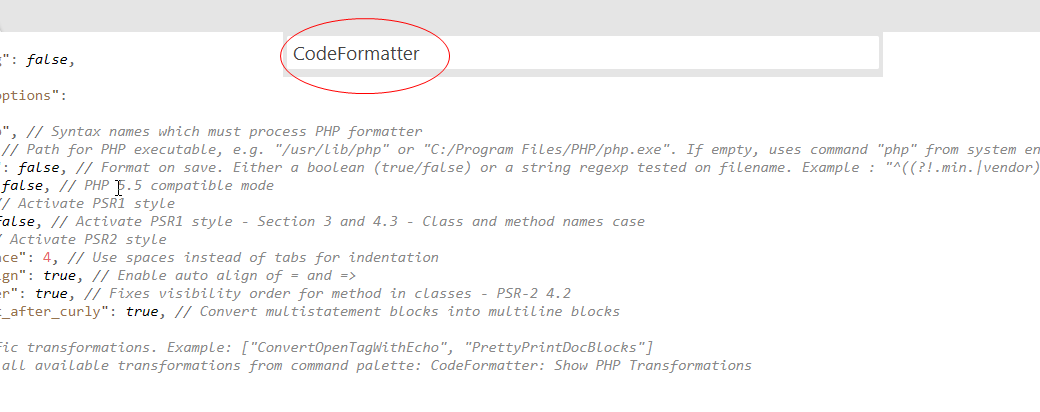 CodeFormatter
g": false,
options":
p", // Syntax names which must process PHP formatter
// Path for PHP executable, e.g. "/usr/lib/php" or "C:/Program Files/PHP/php.exe". If empty, uses command "php" from system en
": false, // Format on save. Either a boolean (true/false) or a string regexp tested on filename. Example : "^((?!.min.|vendor)
false, // PHP 5.5 compatible mode
// Activate PSR1 style
false, // Activate PSR1 style - Section 3 and 4.3 - Class and method names case
/ Activate PSR2 style
ace": 4, // Use spaces instead of tabs for indentation
ign": true, // Enable auto align of = and =>
er": true, // Fixes visibility order for method in classes - PSR-2 4.2
t_after_curly": true, // Convert multistatement blocks into multiline blocks
fic transformations. Example: ["ConvertOpenTagWithEcho", "PrettyPrintDocBlocks"]
all available transformations from command palette: CodeFormatter: Show PHP Transformations